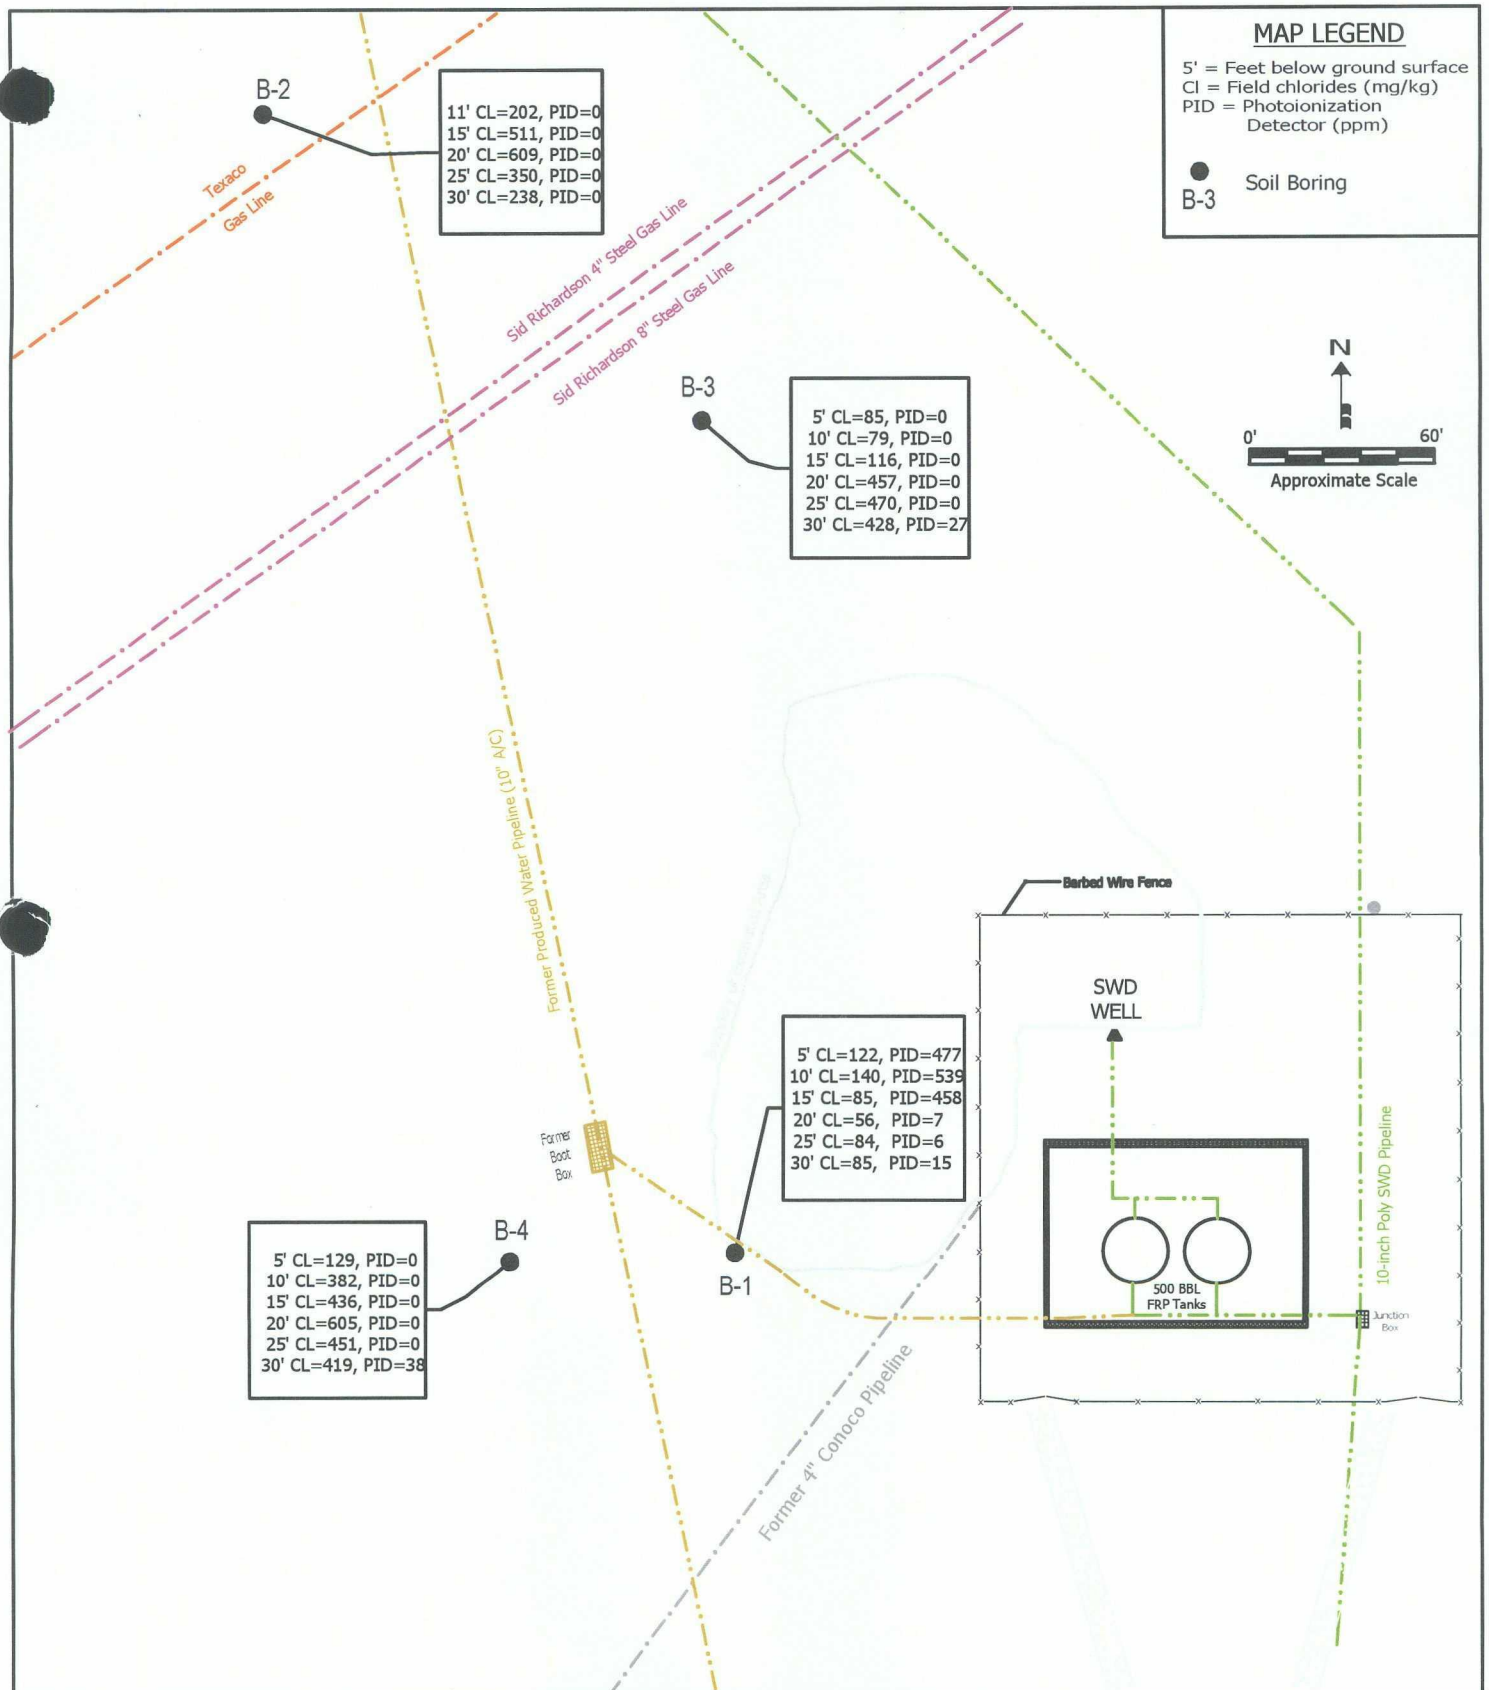 MAP LEGEND
5' = Feet below ground surface
Cl = Field chlorides (mg/kg)
PID = Photoionization
Detector (ppm)
B-3
Soil Boring
B-2
11' CL=202, PID=0
15' CL=511, PID=0
20' CL=609, PID=0
25' CL=350, PID=0
30' CL=238, PID=0
Texaco
Gas Line
Sid Richardson 4" Steel Gas Line
Sid Richardson 8" Steel Gas Line
N
0' 60'
Approximate Scale
B-3
5' CL=85, PID=0
10' CL=79, PID=0
15' CL=116, PID=0
20' CL=457, PID=0
25' CL=470, PID=0
30' CL=428, PID=27
Former Produced Water Pipeline (10" A/C)
Barbed Wire Fence
SWD
WELL
5' CL=122, PID=477
10' CL=140, PID=539
15' CL=85, PID=458
20' CL=56, PID=7
25' CL=84, PID=6
30' CL=85, PID=15
Former
Boot
Box
B-4
5' CL=129, PID=0
10' CL=382, PID=0
15' CL=436, PID=0
20' CL=605, PID=0
25' CL=451, PID=0
30' CL=419, PID=38
B-1
500 BBL
FRP Tanks
10-inch Poly SWD Pipeline
Junction
Box
Former 4" Conoco Pipeline